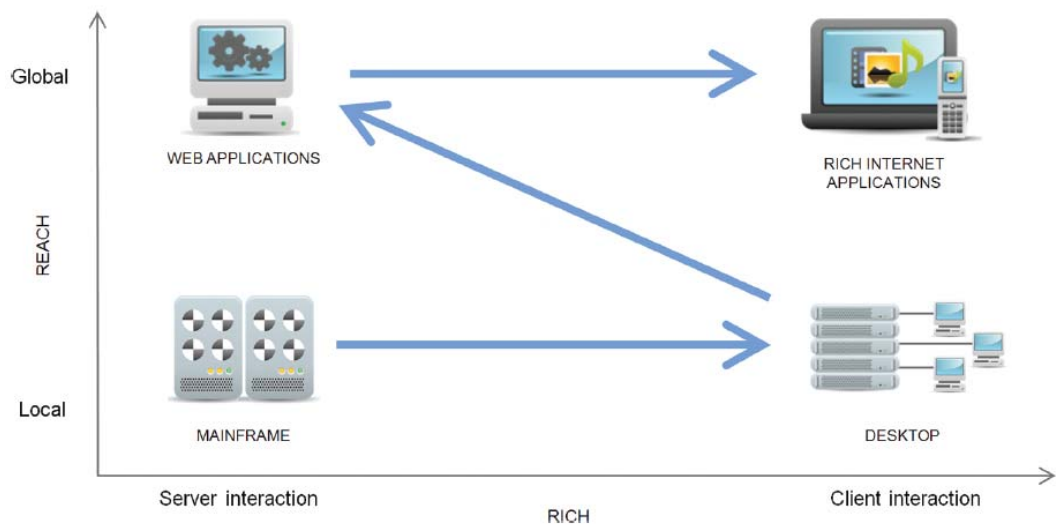 Global
WEB APPLICATIONS
RICH INTERNET
APPLICATIONS
REACH
Local
MAINFRAME
DESKTOP
Server interaction
Client interaction
RICH